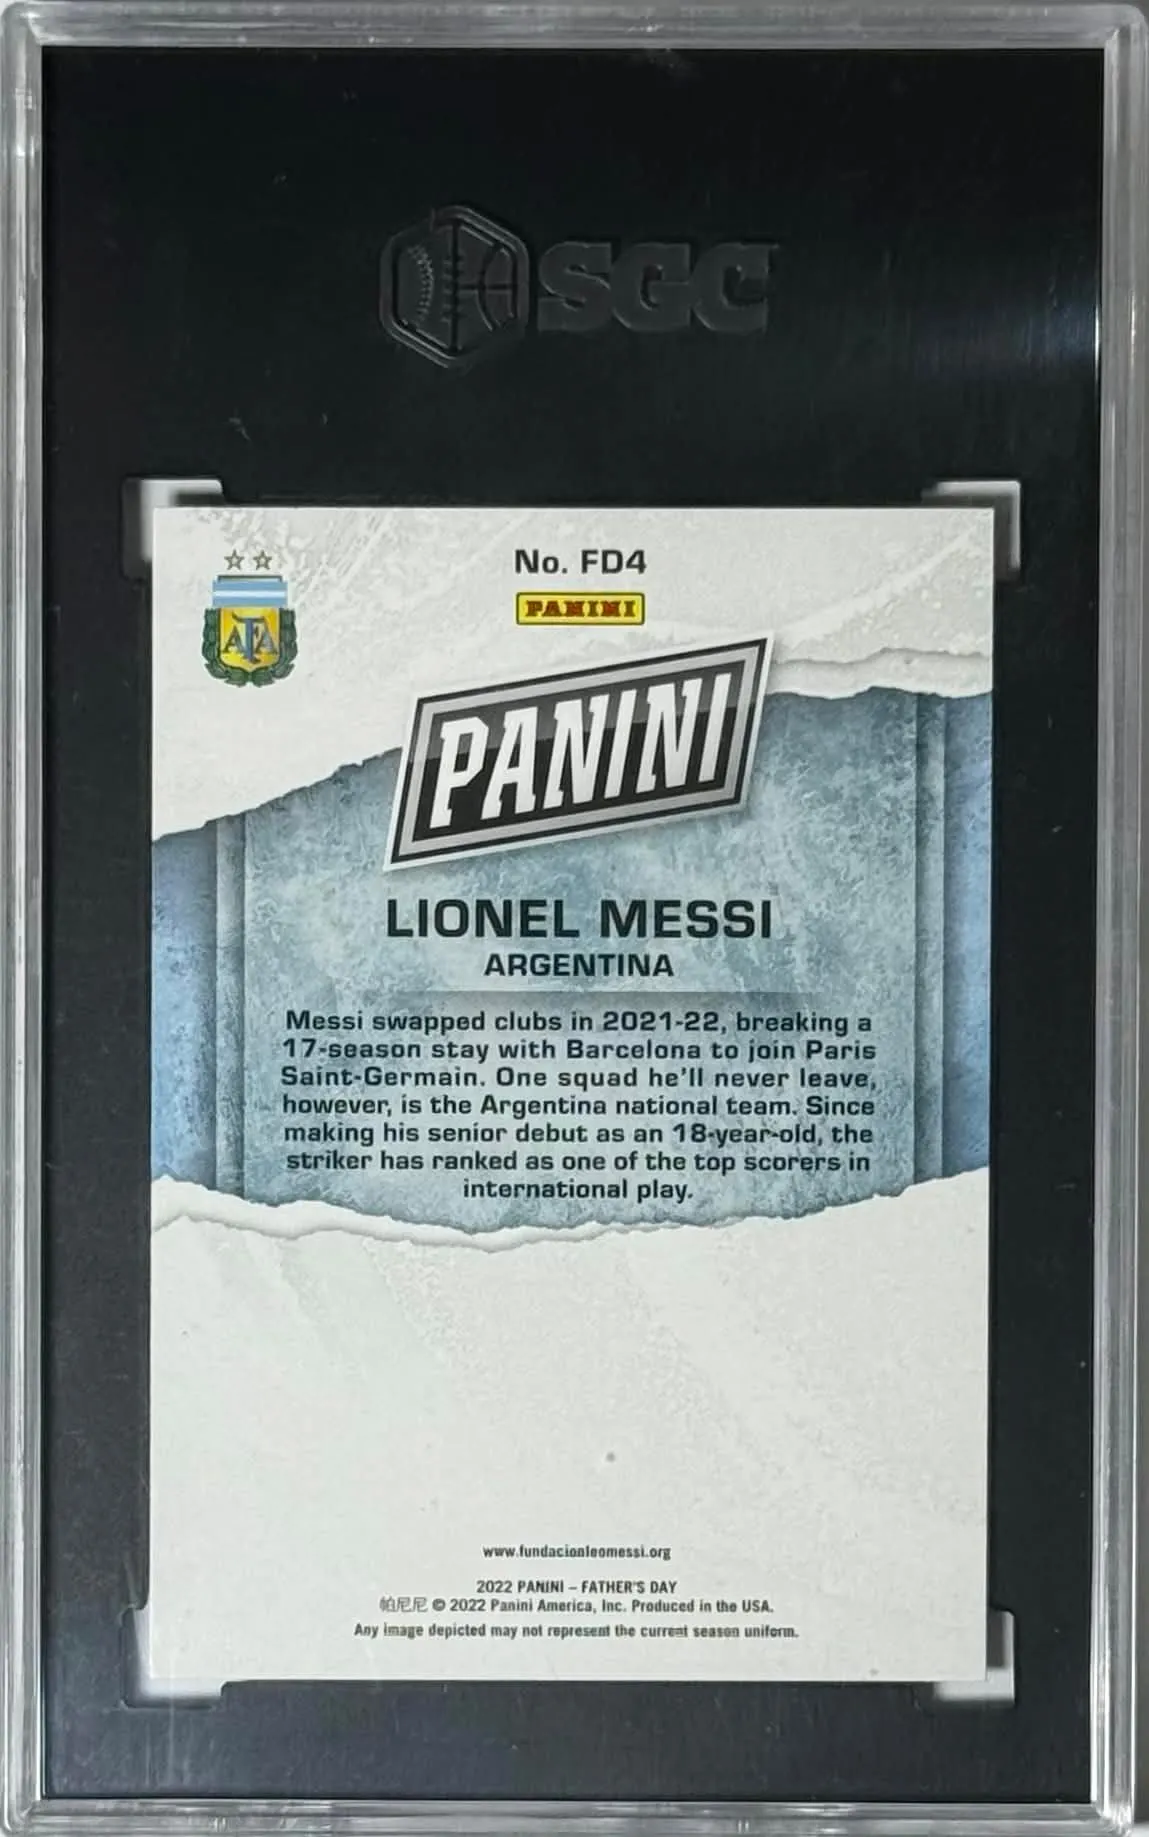 SGC
No. FD4
PANINI
AFA
PANINI
LIONEL MESSI
ARGENTINA
Messi swapped clubs in 2021-22, breaking a
17-season stay with Barcelona to join Paris
Saint-Germain. One squad he'll never leave,
however, is the Argentina national team. Since
making his senior debut as an 18-year-old, the
striker has ranked as one of the top scorers in
international play.
www.fundacionleomessi.org
2022 PANINI – FATHER'S DAY
帕尼尼 © 2022 Panini America, Inc. Produced in the USA.
Any image depicted may not represent the current season uniform.